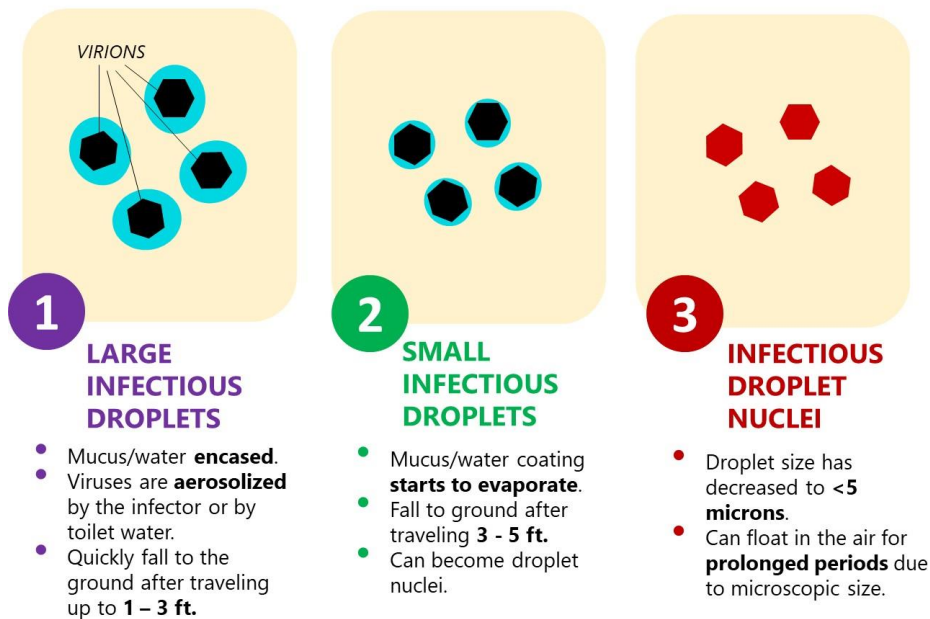 VIRIONS
1
LARGE
INFECTIOUS
DROPLETS
• Mucus/water encased.
• Viruses are aerosolized
by the infector or by
toilet water.
• Quickly fall to the
ground after traveling
up to 1 – 3 ft.
2
SMALL
INFECTIOUS
DROPLETS
• Mucus/water coating
starts to evaporate.
• Fall to ground after
traveling 3 - 5 ft.
• Can become droplet
nuclei.
3
INFECTIOUS
DROPLET
NUCLEI
• Droplet size has
decreased to <5
microns.
• Can float in the air for
prolonged periods due
to microscopic size.